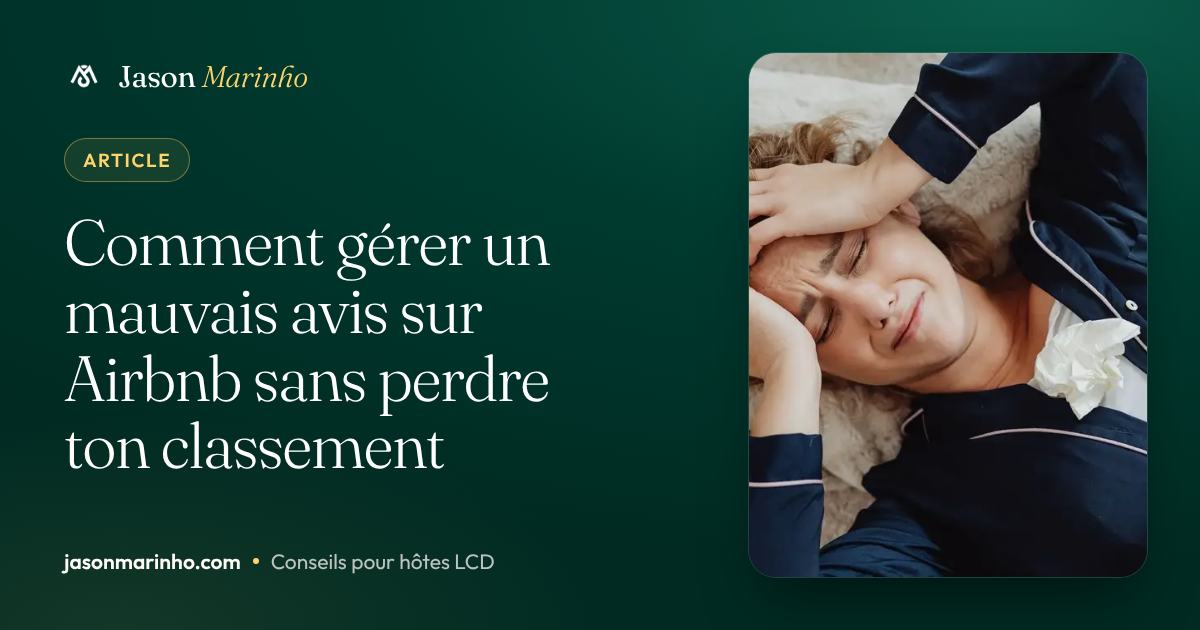 Jason Marinho
ARTICLE
Comment gérer un
mauvais avis sur
Airbnb sans perdre
ton classement
jasonmarinho.com • Conseils pour hôtes LCD